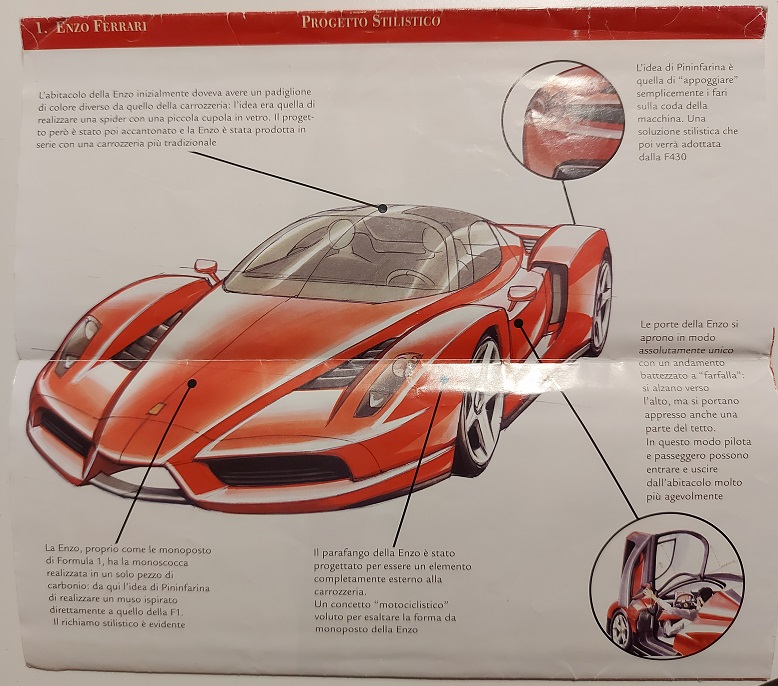 1. ENZO FERRARI
PROGETTO STILISTICO
L'abitacolo della Enzo inizialmente doveva avere un padiglione
di colore diverso da quello della carrozzeria: l'idea era quella di
realizzare una spider con una piccola cupola in vetro. Il proget-
to però è stato poi accantonato e la Enzo è stata prodotta in
serie con una carrozzeria più tradizionale
L'idea di Pininfarina è
quella di "appoggiare"
semplicemente i fari
sulla coda della
macchina. Una
soluzione stilistica che
poi verrà adottata
dalla F430
Le porte della Enzo si
aprono in modo
assolutamente unico
con un andamento
battezzato a "farfalla":
si alzano verso
l'alto, ma si portano
appresso anche una
parte del tetto.
In questo modo pilota
e passeggero possono
entrare e uscire
dall'abitacolo molto
più agevolmente
La Enzo, proprio come le monoposto
di Formula 1, ha la monoscocca
realizzata in un solo pezzo di
carbonio: da qui l'idea di Pininfarina
di realizzare un muso ispirato
direttamente a quello della F1.
Il richiamo stilistico è evidente
Il parafango della Enzo è stato
progettato per essere un elemento
completamente esterno alla
carrozzeria.
Un concetto "motociclistico"
voluto per esaltare la forma da
monoposto della Enzo